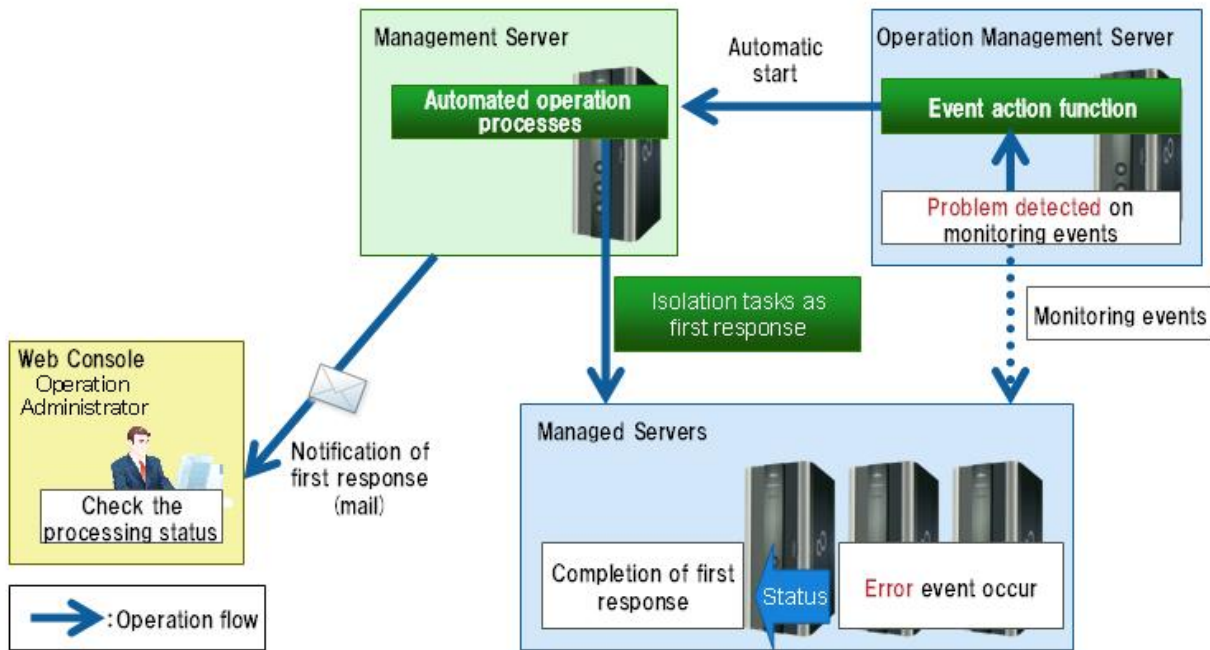 Management Server
Automated operation
processes
Automatic
start
Operation Management Server
Event action function
Problem detected on
monitoring events
Isolation tasks as
first response
Monitoring events
Web Console
Operation
Administrator
Check the
processing status
Notification of
first response
(mail)
Managed Servers
Completion of first
response
Status
Error event occur
:Operation flow